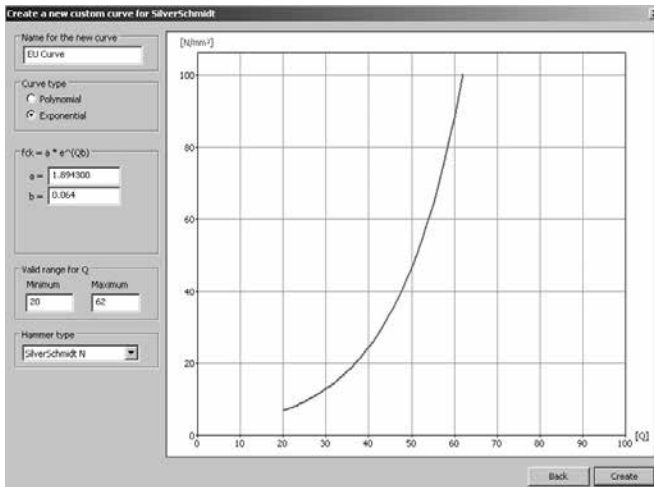 Create a new custom curve for SilverSchmidt
Name for the new curve
EU Curve
Curve type
Polynomial
Exponential
fck = a * e^(Qb)
a = 1.894300
b = 0.064
Valid range for Q
Minimum Maximum
20 62
Hammer type
SilverSchmidt N
[N/mm²]
100
80
60
40
20
0
0 10 20 30 40 50 60 70 80 90 100 [Q]
Back Create